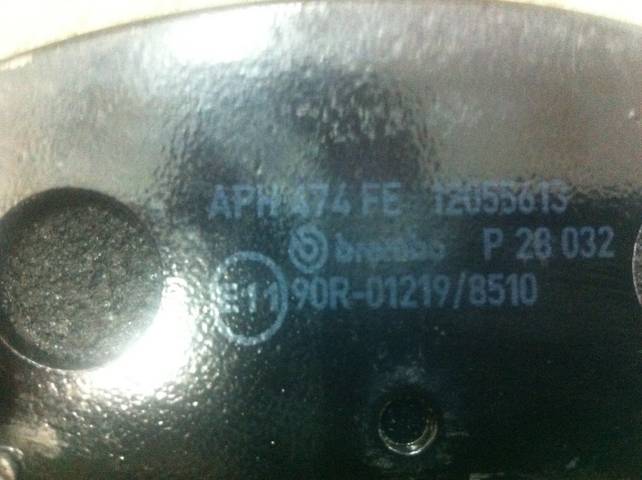 APH 474 FE 12055613
brembo P 28 032
E11 90R-01219/8510